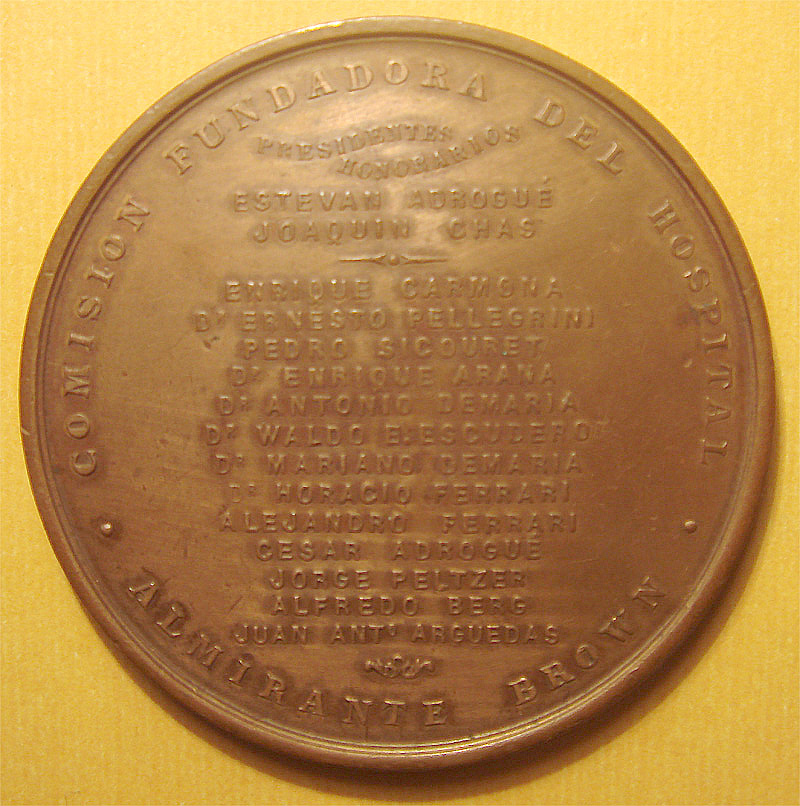 COMISION FUNDADORA DEL HOSPITAL
PRESIDENTES
HONORARIOS
ESTEVAN ADROGUÉ
JOAQUIN CHAS
ENRIQUE CARMONA
Dᴿ ERNESTO PELLEGRINI
PEDRO SICOURET
Dᴿ ENRIQUE ARANA
Dᴿ ANTONIO DEMARIA
Dᴿ WALDO E. ESCUDERO
Dᴿ MARIANO DEMARIA
Dᴿ HORACIO FERRARI
ALEJANDRO FERRARI
CESAR ADROGUÉ
JORGE PELTZER
ALFREDO BERG
JUAN ANTº ARGUEDAS
ALMIRANTE BROWN